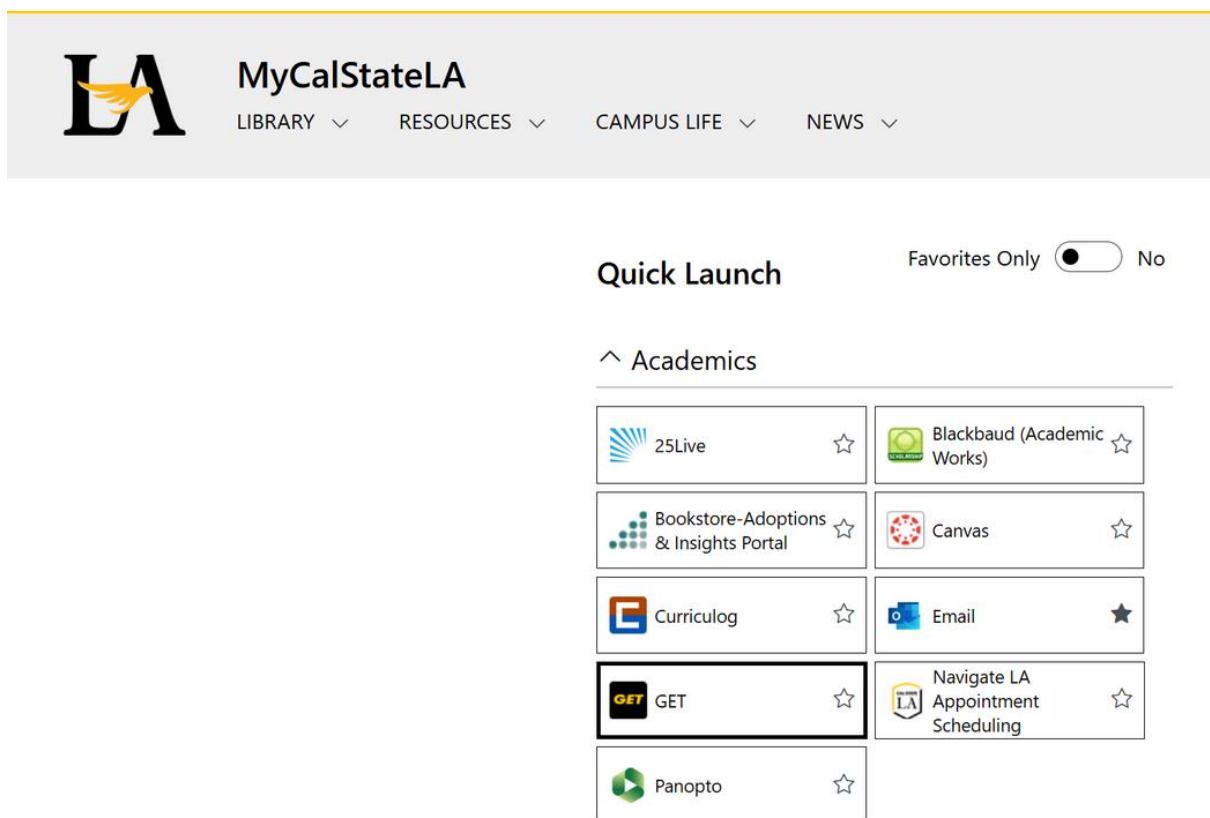 LA
MyCalStateLA
LIBRARY RESOURCES CAMPUS LIFE NEWS
Quick Launch
Favorites Only No
Academics
25Live
Blackbaud (Academic
Works)
Bookstore-Adoptions
& Insights Portal
Canvas
Curriculog
Email
GET GET
Navigate LA
Appointment
Scheduling
Panopto